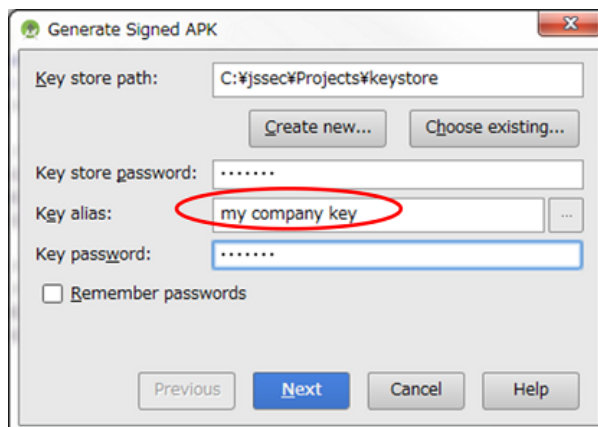 Generate Signed APK
Key store path: C:¥jssec¥Projects¥keystore
Create new... Choose existing...
Key store password: •••••••
Key alias: my company key ...
Key password: •••••••
Remember passwords
Previous Next Cancel Help